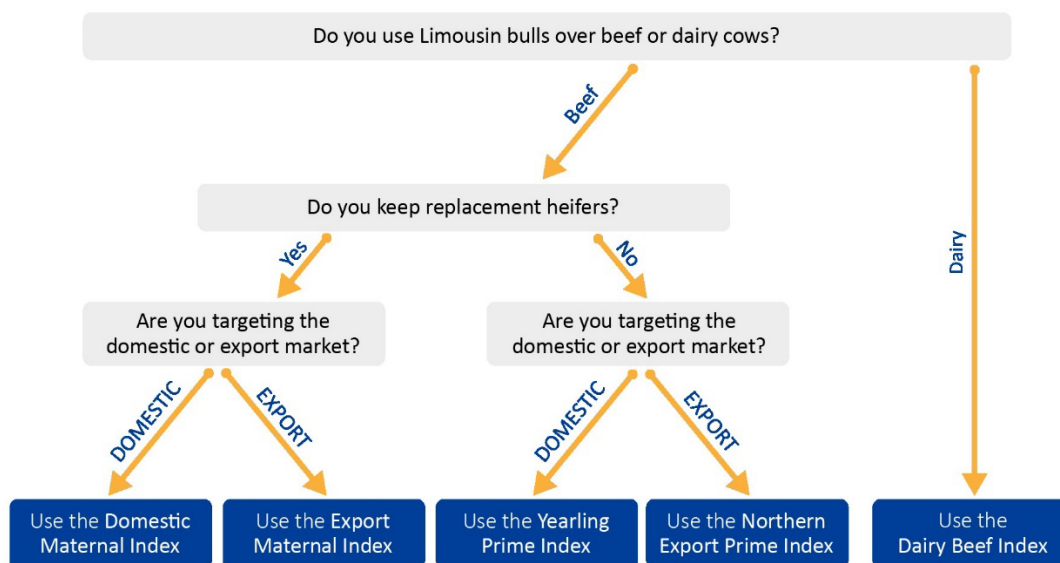 Do you use Limousin bulls over beef or dairy cows?
Beef
Dairy
Do you keep replacement heifers?
Yes
No
Are you targeting the
domestic or export market?
Are you targeting the
domestic or export market?
DOMESTIC
EXPORT
DOMESTIC
EXPORT
Use the Domestic
Maternal Index
Use the Export
Maternal Index
Use the Yearling
Prime Index
Use the Northern
Export Prime Index
Use the
Dairy Beef Index